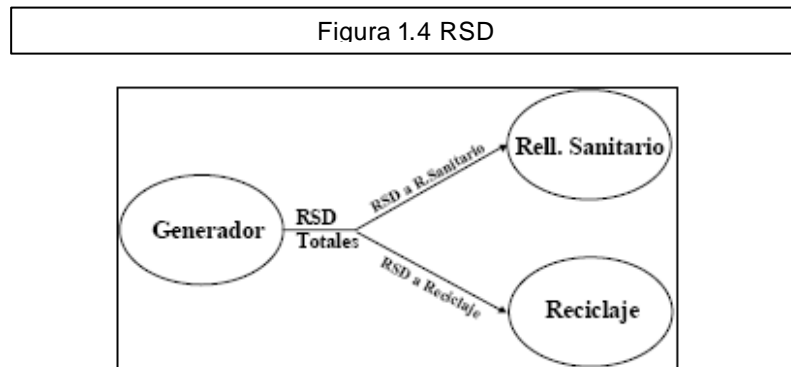 Figura 1.4 RSD
Rell. Sanitario
RSD a R.Sanitario
Generador
RSD
Totales
RSD a Reciclaje
Reciclaje